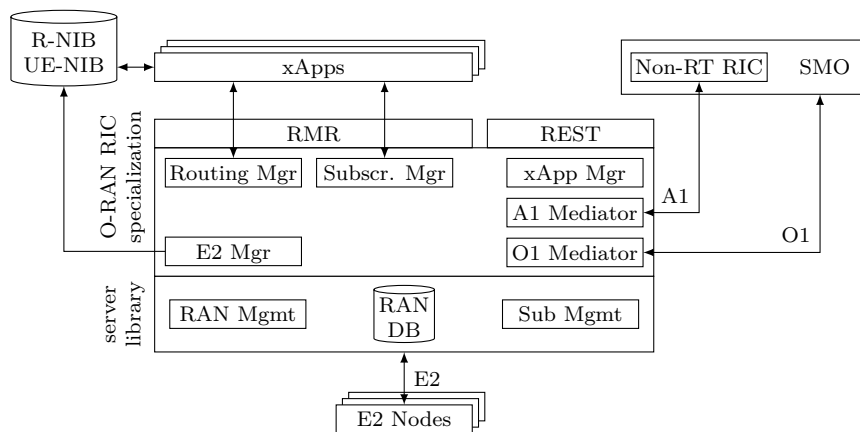 R-NIB
UE-NIB
xApps
Non-RT RIC
SMO
RMR
REST
O-RAN RIC
specialization
Routing Mgr
Subscr. Mgr
xApp Mgr
A1
A1 Mediator
O1
E2 Mgr
O1 Mediator
server
library
RAN Mgmt
RAN
DB
Sub Mgmt
E2
E2 Nodes